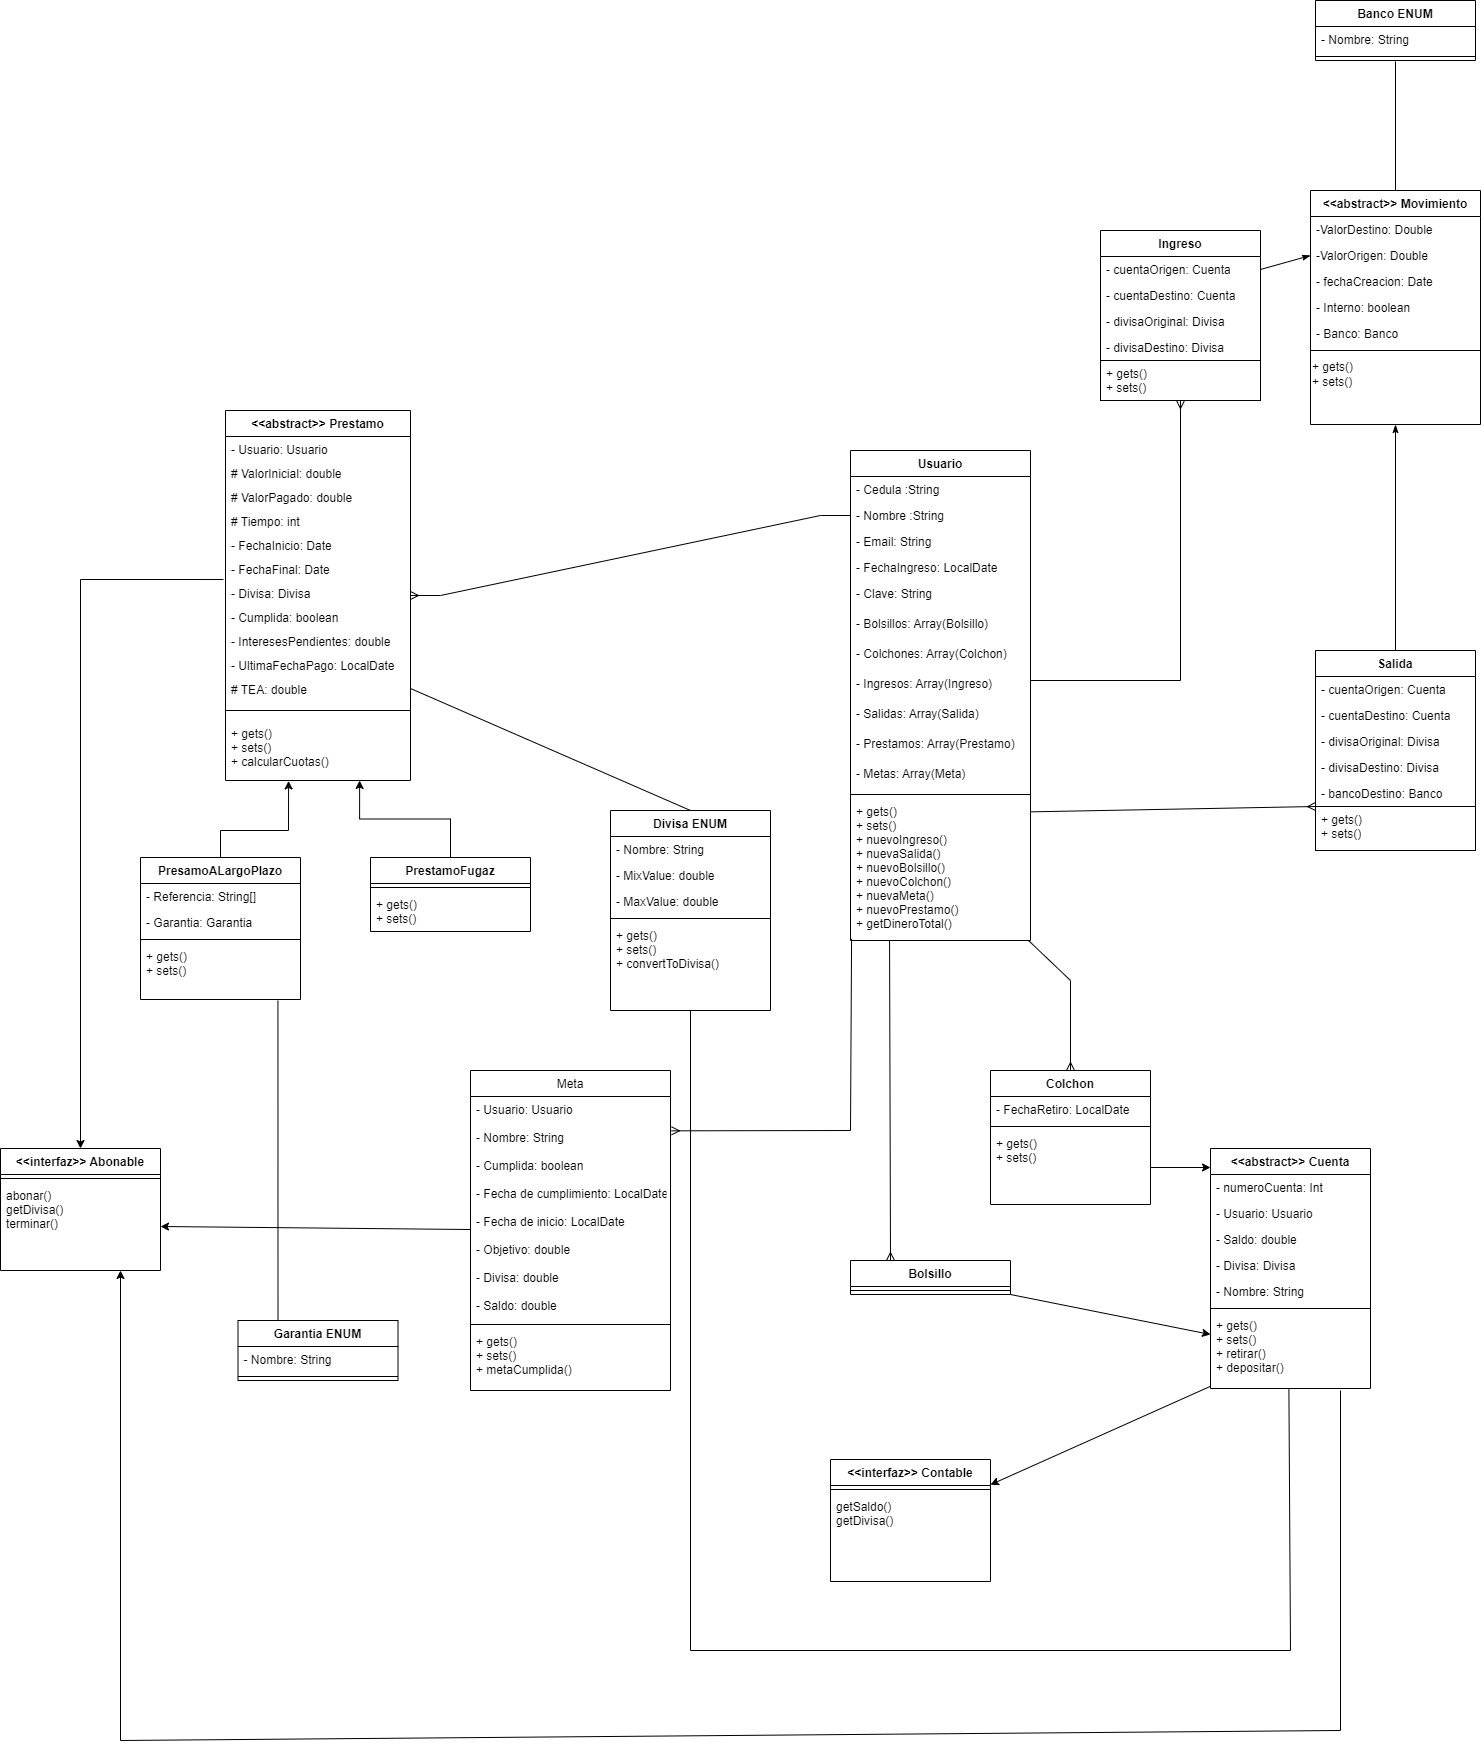 Banco ENUM
- Nombre: String
<<abstract>> Movimiento
-ValorDestino: Double
-ValorOrigen: Double
- fechaCreacion: Date
- Interno: boolean
- Banco: Banco
+ gets()
+ sets()
Ingreso
- cuentaOrigen: Cuenta
- cuentaDestino: Cuenta
- divisaOriginal: Divisa
- divisaDestino: Divisa
+ gets()
+ sets()
<<abstract>> Prestamo
- Usuario: Usuario
# ValorInicial: double
# ValorPagado: double
# Tiempo: int
- FechaInicio: Date
- FechaFinal: Date
- Divisa: Divisa
- Cumplida: boolean
- InteresesPendientes: double
- UltimaFechaPago: LocalDate
# TEA: double
+ gets()
+ sets()
+ calcularCuotas()
Usuario
- Cedula :String
- Nombre :String
- Email: String
- FechaIngreso: LocalDate
- Clave: String
- Bolsillos: Array(Bolsillo)
- Colchones: Array(Colchon)
- Ingresos: Array(Ingreso)
- Salidas: Array(Salida)
- Prestamos: Array(Prestamo)
- Metas: Array(Meta)
+ gets()
+ sets()
+ nuevoIngreso()
+ nuevaSalida()
+ nuevoBolsillo()
+ nuevoColchon()
+ nuevaMeta()
+ nuevoPrestamo()
+ getDineroTotal()
Salida
- cuentaOrigen: Cuenta
- cuentaDestino: Cuenta
- divisaOriginal: Divisa
- divisaDestino: Divisa
- bancoDestino: Banco
+ gets()
+ sets()
PresamoALargoPlazo
- Referencia: String[]
- Garantia: Garantia
+ gets()
+ sets()
PrestamoFugaz
+ gets()
+ sets()
Divisa ENUM
- Nombre: String
- MixValue: double
- MaxValue: double
+ gets()
+ sets()
+ convertToDivisa()
Meta
- Usuario: Usuario
- Nombre: String
- Cumplida: boolean
- Fecha de cumplimiento: LocalDate
- Fecha de inicio: LocalDate
- Objetivo: double
- Divisa: double
- Saldo: double
+ gets()
+ sets()
+ metaCumplida()
Colchon
- FechaRetiro: LocalDate
+ gets()
+ sets()
<<interfaz>> Abonable
abonar()
getDivisa()
terminar()
<<abstract>> Cuenta
- numeroCuenta: Int
- Usuario: Usuario
- Saldo: double
- Divisa: Divisa
- Nombre: String
+ gets()
+ sets()
+ retirar()
+ depositar()
Bolsillo
Garantia ENUM
- Nombre: String
<<interfaz>> Contable
getSaldo()
getDivisa()